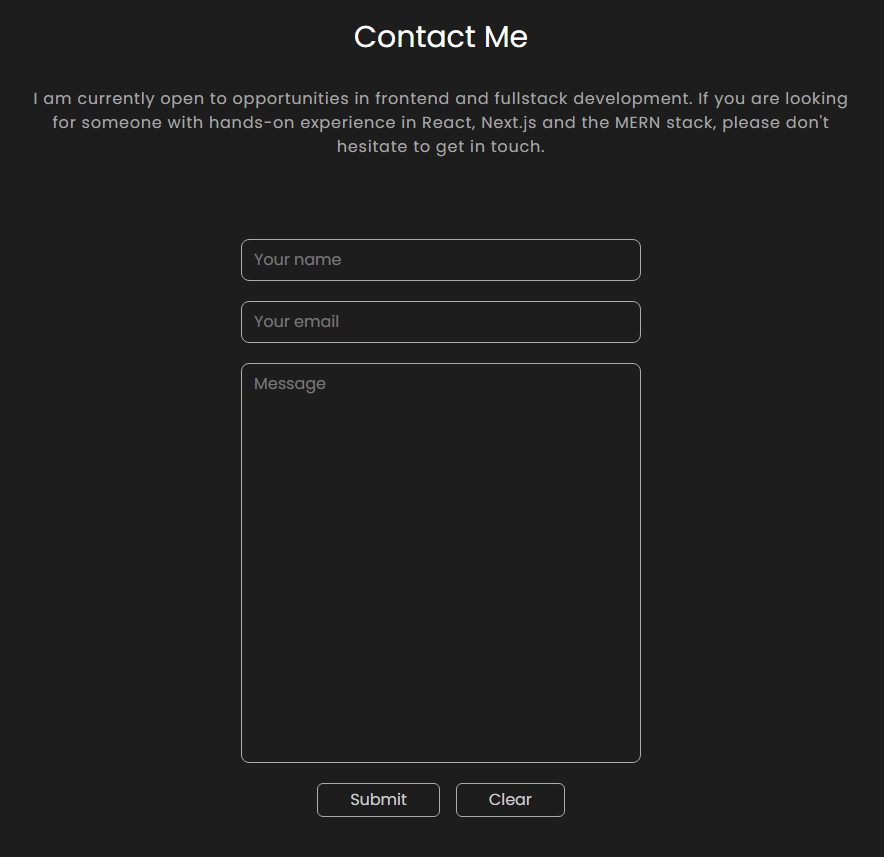 Contact Me
I am currently open to opportunities in frontend and fullstack development. If you are looking
for someone with hands-on experience in React, Next.js and the MERN stack, please don't
hesitate to get in touch.
Your name
Your email
Message
Submit
Clear